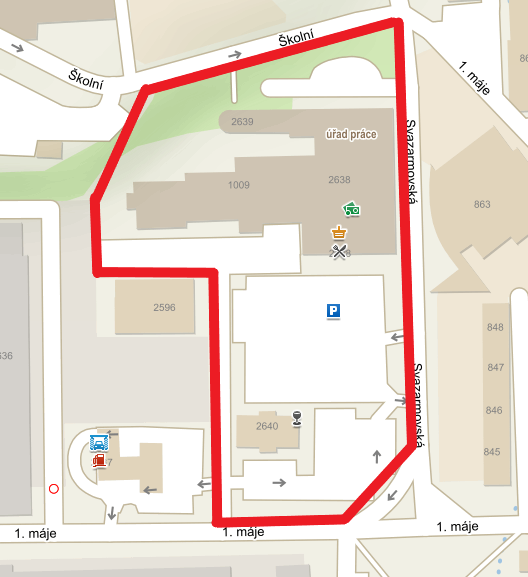 Školní
Školní
1. máje
2639
úřad práce
Svazarmovská
1009
2638
863
P
2596
848
847
846
845
Svazarmovská
2640
1. máje
1. máje
1. máje